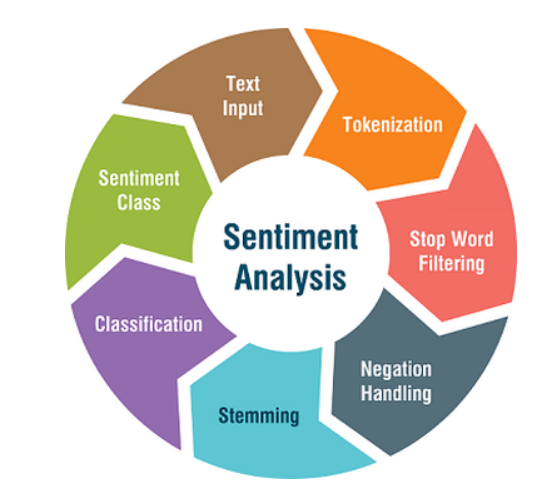 Text
Input
Tokenization
Stop Word
Filtering
Negation
Handling
Stemming
Classification
Sentiment
Class
Sentiment
Analysis